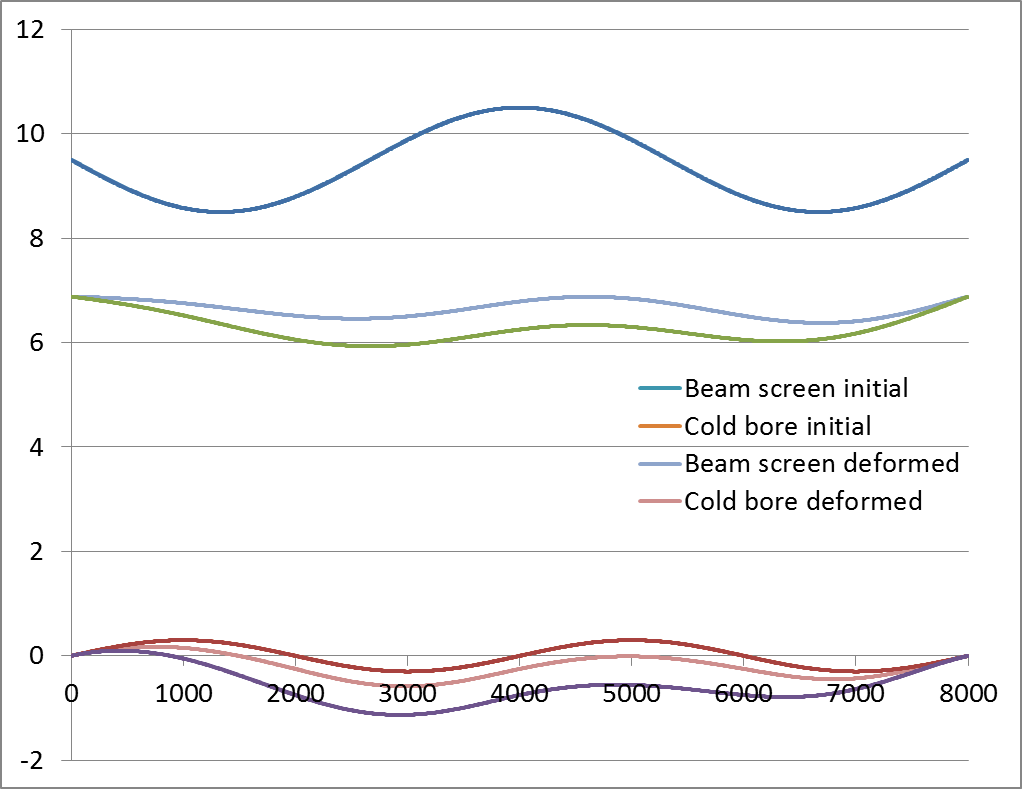 12
10
8
6
4
2
0
-2
0 1000 2000 3000 4000 5000 6000 7000 8000
Beam screen initial
Cold bore initial
Beam screen deformed
Cold bore deformed